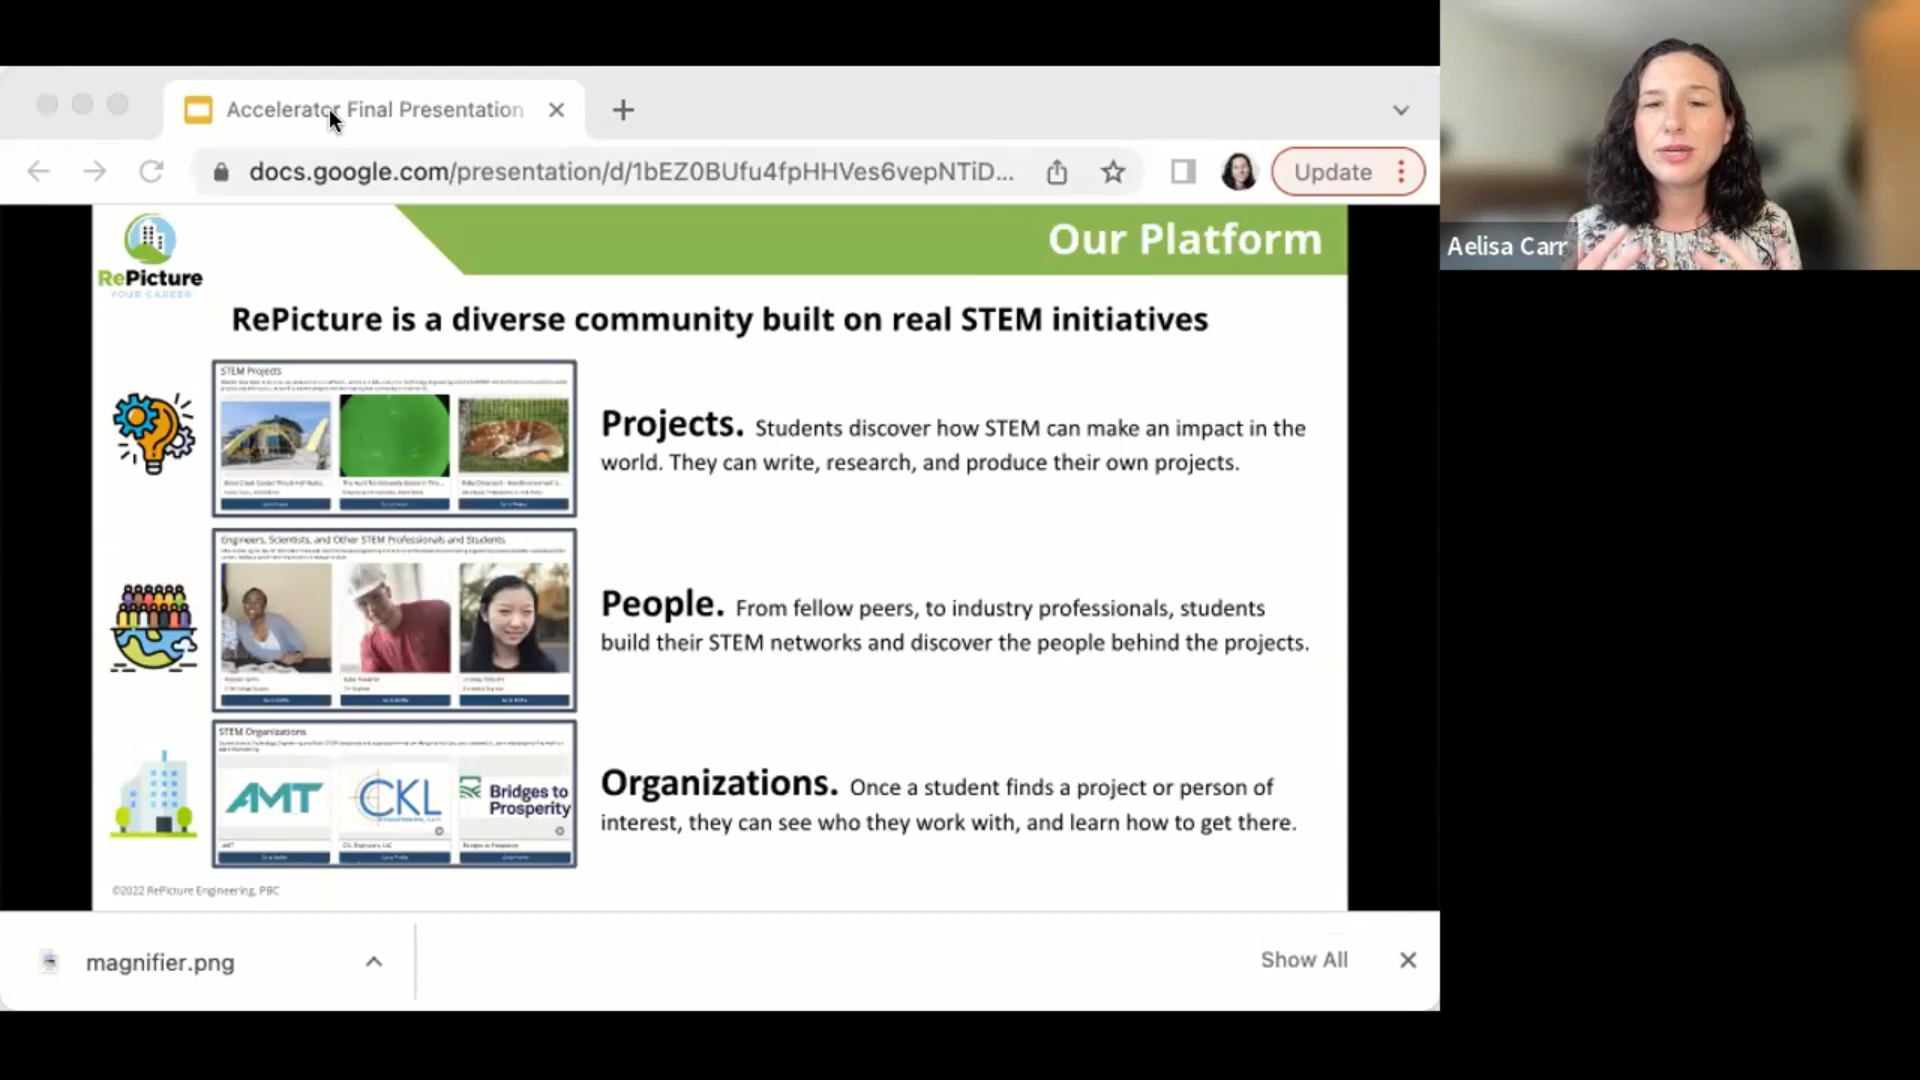 Accelerator Final Presentation
docs.google.com/presentation/d/1bEZ0BUfu4fpHHVes6vepNTiD...
Update
Aelisa Carr
RePicture
YOUR CAREER
Our Platform
RePicture is a diverse community built on real STEM initiatives
STEM Projects
Projects. Students discover how STEM can make an impact in the
world. They can write, research, and produce their own projects.
Engineers, Scientists, and Other STEM Professionals and Students
People. From fellow peers, to industry professionals, students
build their STEM networks and discover the people behind the projects.
STEM Organizations
AMT
CKL
Bridges to
Prosperity
Organizations. Once a student finds a project or person of
interest, they can see who they work with, and learn how to get there.
©2022 RePicture Engineering, PBC
magnifier.png
Show All